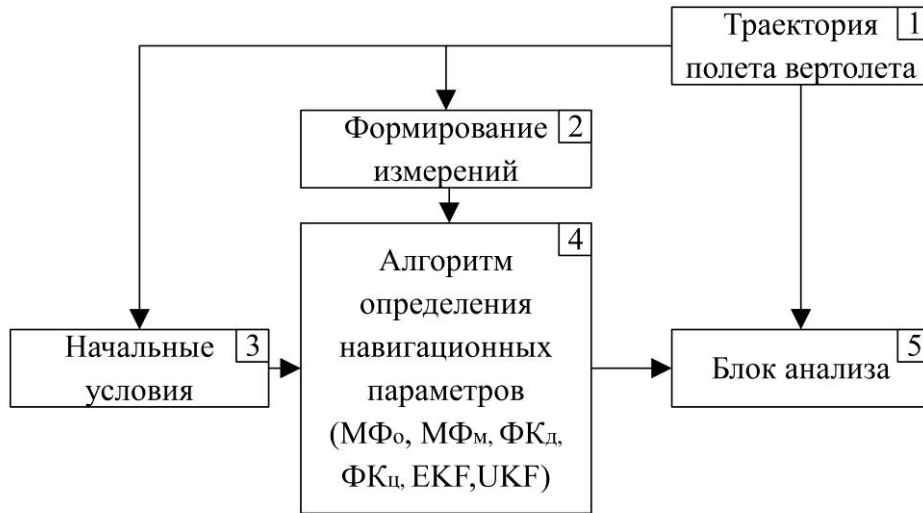 Траектория
полета вертолета
1
Формирование
измерений
2
Начальные
условия
3
Алгоритм
определения
навигационных
параметров
(МФо, МФм, ФКд,
ФКц, EKF,UKF)
4
Блок анализа
5